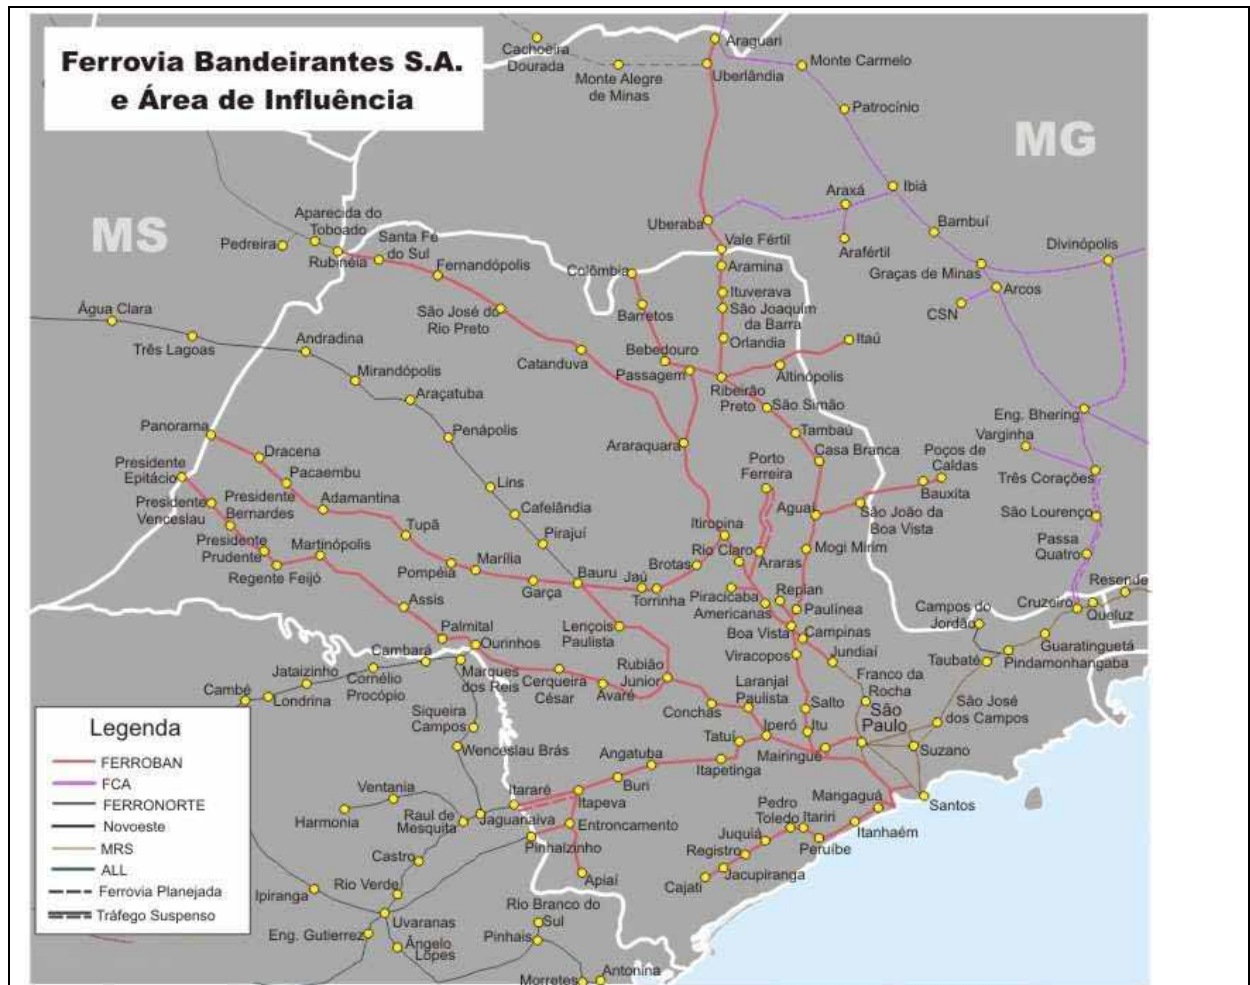 Ferrovia Bandeirantes S.A.
e Área de Influência
Cachoeira
Dourada
Monte Alegre
de Minas
Araguari
Uberlândia
Monte Carmelo
Patrocínio
MG
Ibiá
Araxá
Bambuí
Divinópolis
Uberaba
Vale Fértil
Arafértil
Graças de Minas
Arcos
CSN
MS
Aparecida do
Toboado
Pedreira
Rubinéia
Santa Fé
do Sul
Fernandópolis
São José do
Rio Preto
Colômbia
Barretos
Aramina
Ituverava
São Joaquim
da Barra
Orlandia
Itaú
Água Clara
Três Lagoas
Andradina
Mirandópolis
Araçatuba
Penápolis
Catanduva
Bebedouro
Passagem
Ribeirão
Preto
Altinópolis
São Simão
Tambaú
Casa Branca
Eng. Bhering
Varginha
Três Corações
São Lourenço
Passa
Quatro
Panorama
Dracena
Pacaembu
Adamantina
Presidente
Epitácio
Presidente
Venceslau
Presidente
Bernardes
Presidente
Prudente
Regente Feijó
Martinópolis
Tupã
Pompéia
Marília
Garça
Lins
Cafelândia
Pirajuí
Bauru
Jaú
Torrinha
Brotas
Itiropina
Araraquara
Porto
Ferreira
Rio Claro
Araras
Aguaí
Poços de
Caldas
Bauxita
São João da
Boa Vista
Mogi Mirim
Piracicaba
Americanas
Replan
Paulínea
Boa Vista
Campinas
Viracopos
Jundiaí
Campos do
Jordão
Cruzeiro
Resende
Queluz
Guaratinguetá
Pindamonhangaba
Taubaté
Assis
Palmital
Ourinhos
Lençois
Paulista
Cambará
Jataizinho
Cambé
Londrina
Cornélio
Procópio
Marques
dos Reis
Cerqueira
César
Avaré
Rubião
Junior
Conchas
Laranjal
Paulista
Salto
Itu
Franco da
Rocha
São
Paulo
São José
dos Campos
Suzano
Santos
Siqueira
Campos
Wenceslau Brás
Angatuba
Buri
Itapetinga
Tatuí
Iperó
Mairingue
Legenda
FERROBAN
FCA
FERRONORTE
Novoeste
MRS
ALL
Ferrovia Planejada
Tráfego Suspenso
Ventania
Harmonia
Raul de
Mesquita
Jaguanaiva
Itararé
Itapeva
Entroncamento
Pinhalzinho
Apiaí
Mangaguá
Itanhaém
Peruíbe
Itariri
Pedro
Toledo
Juquiá
Registro
Jacupiranga
Cajati
Castro
Rio Verde
Ipiranga
Uvaranas
Eng. Gutierrez
Ângelo
Lopes
Rio Branco do
Sul
Pinhais
Morretes
Antonina